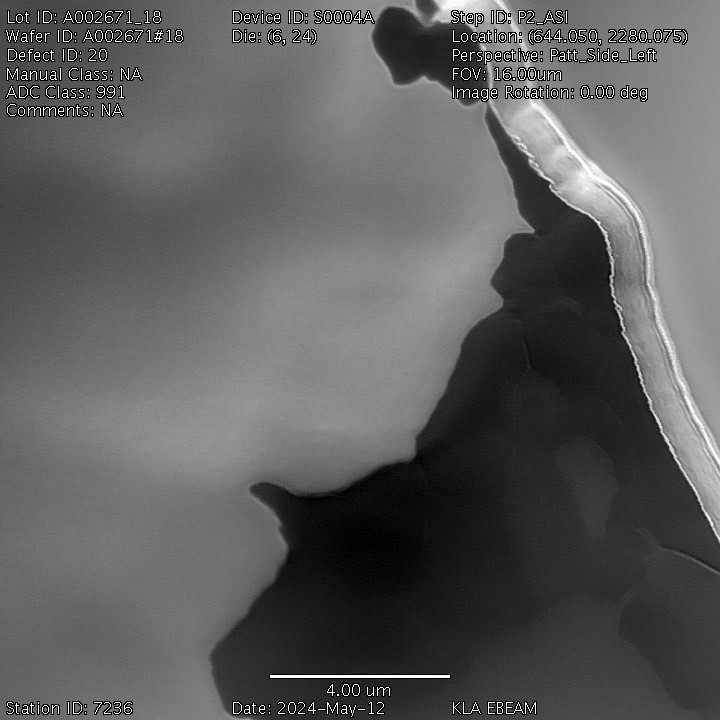 Lot ID: A002671_18
Device ID: S0004A
Step ID: P2_ASI
Wafer ID: A002671#18
Die: (6, 24)
Location: (644.050, 2280.075)
Defect ID: 20
Perspective: Patt_Side_Left
Manual Class: NA
FOV: 16.00um
ADC Class: 991
Image Rotation: 0.00 deg
Comments: NA
4.00 um
Station ID: 7236
Date: 2024-May-12
KLA EBEAM